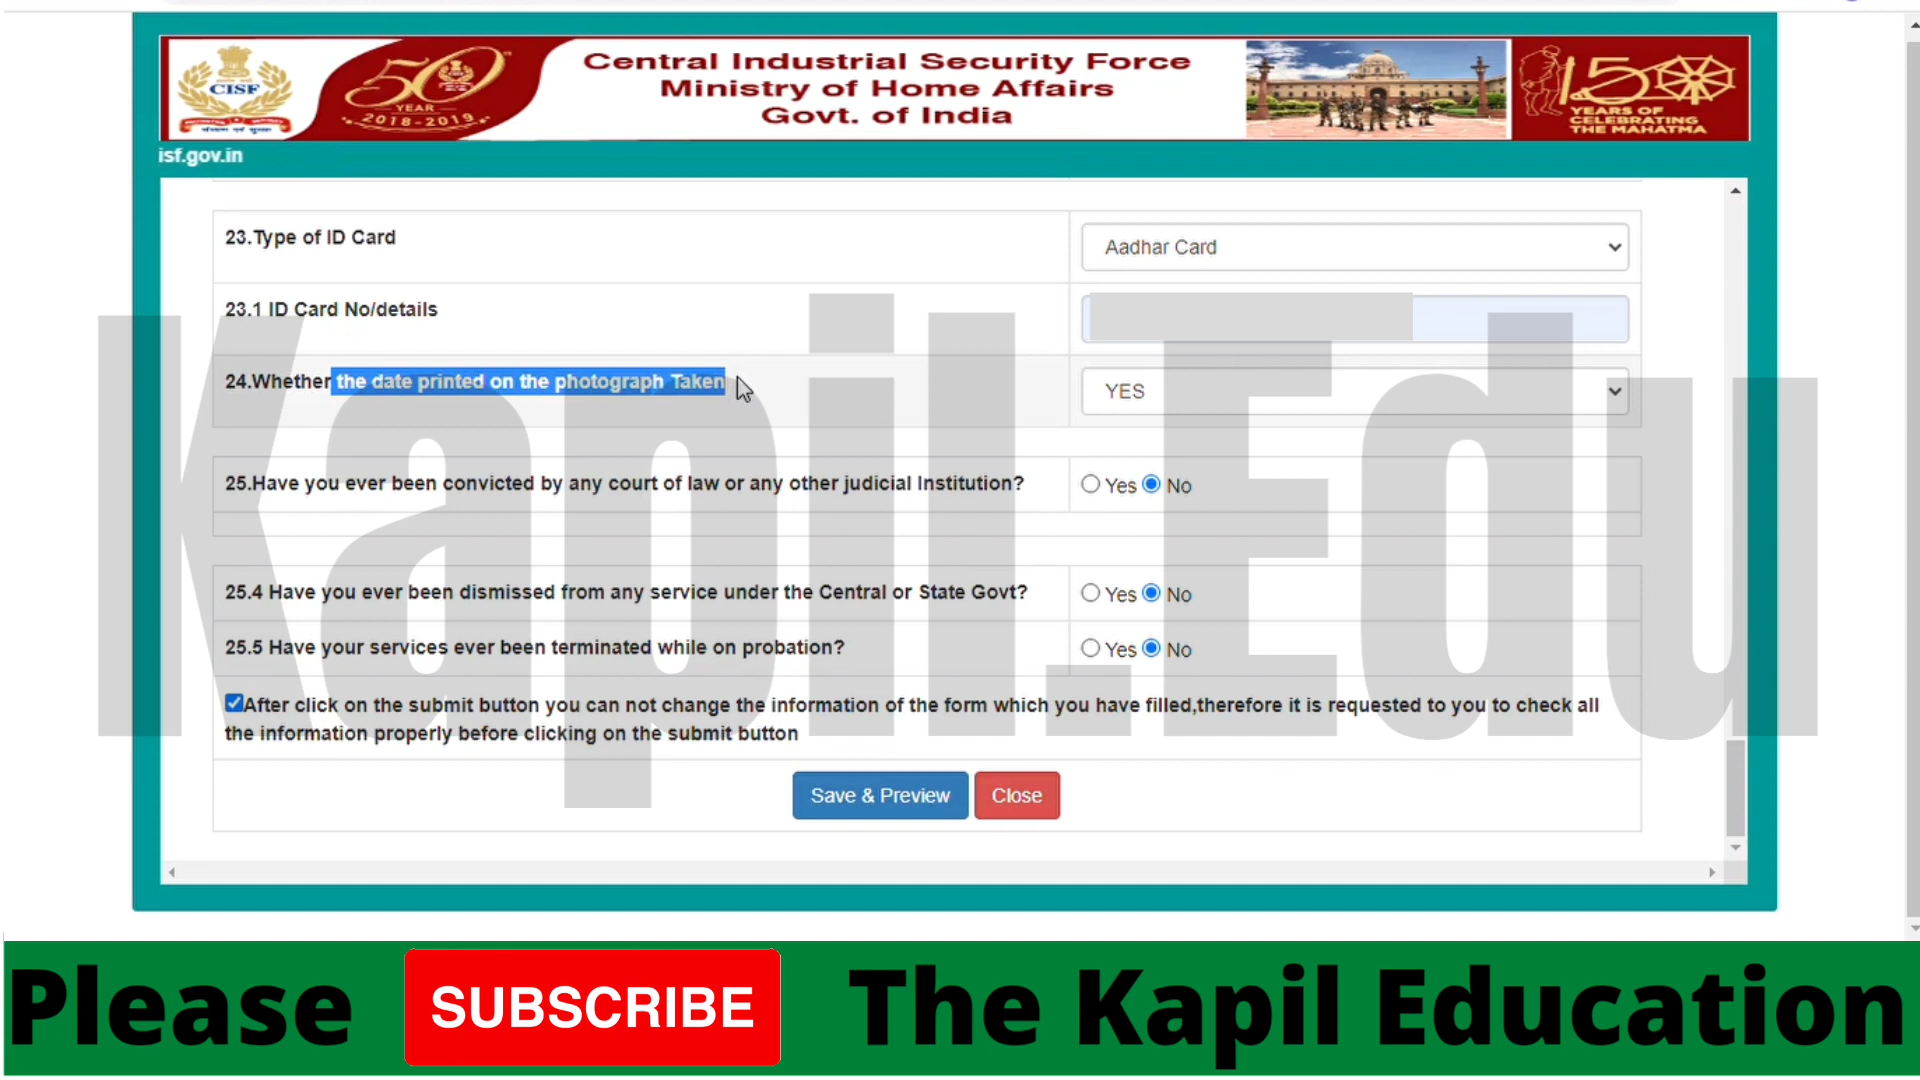 CISF
50
YEAR
2018-2019
Central Industrial Security Force
Ministry of Home Affairs
Govt. of India
150
YEARS OF
CELEBRATING
THE MAHATMA
isf.gov.in
23.Type of ID Card
Aadhar Card
23.1 ID Card No/details
24.Whether the date printed on the photograph Taken
YES
25.Have you ever been convicted by any court of law or any other judicial Institution?
Yes No
25.4 Have you ever been dismissed from any service under the Central or State Govt?
Yes No
25.5 Have your services ever been terminated while on probation?
Yes No
After click on the submit button you can not change the information of the form which you have filled,therefore it is requested to you to check all
the information properly before clicking on the submit button
Save & Preview Close
Kapil.Edu
Please SUBSCRIBE The Kapil Education